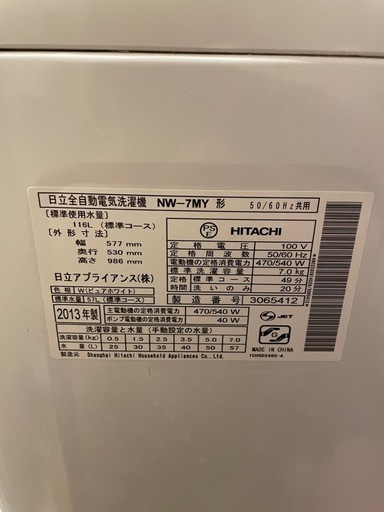 日立全自動電気洗濯機 NW-7MY 形 50/60Hz共用
[標準使用水量]
116L (標準コース)
[外形寸法]
幅 577 mm
奥行 530 mm
高さ 986 mm
日立アプライアンス(株)
色相 W(ピュアホワイト)
標準水量 57L(標準コース)
PS E HITACHI
定格電圧 100 V
定格周波数 50/60 Hz
電動機の定格消費電力 470/540 W
標準洗濯容量 7.0 kg
定格標準コース 49 分
時間 洗い 20 分
製造番号 3065412
2013年製
主電動機の定格消費電力 470/540 W
ポンプ電動機の定格消費電力 40 W
JET
洗濯容量と水量 (手動設定の水量)
洗濯容量(kg) 0.5 1.5 2.5 3.5 4.5 5.0 7.0
水量(L) 25 30 35 40 50 57
MADE IN CHINA
製造元: Shanghai Hitachi Household Appliances Co., Ltd.